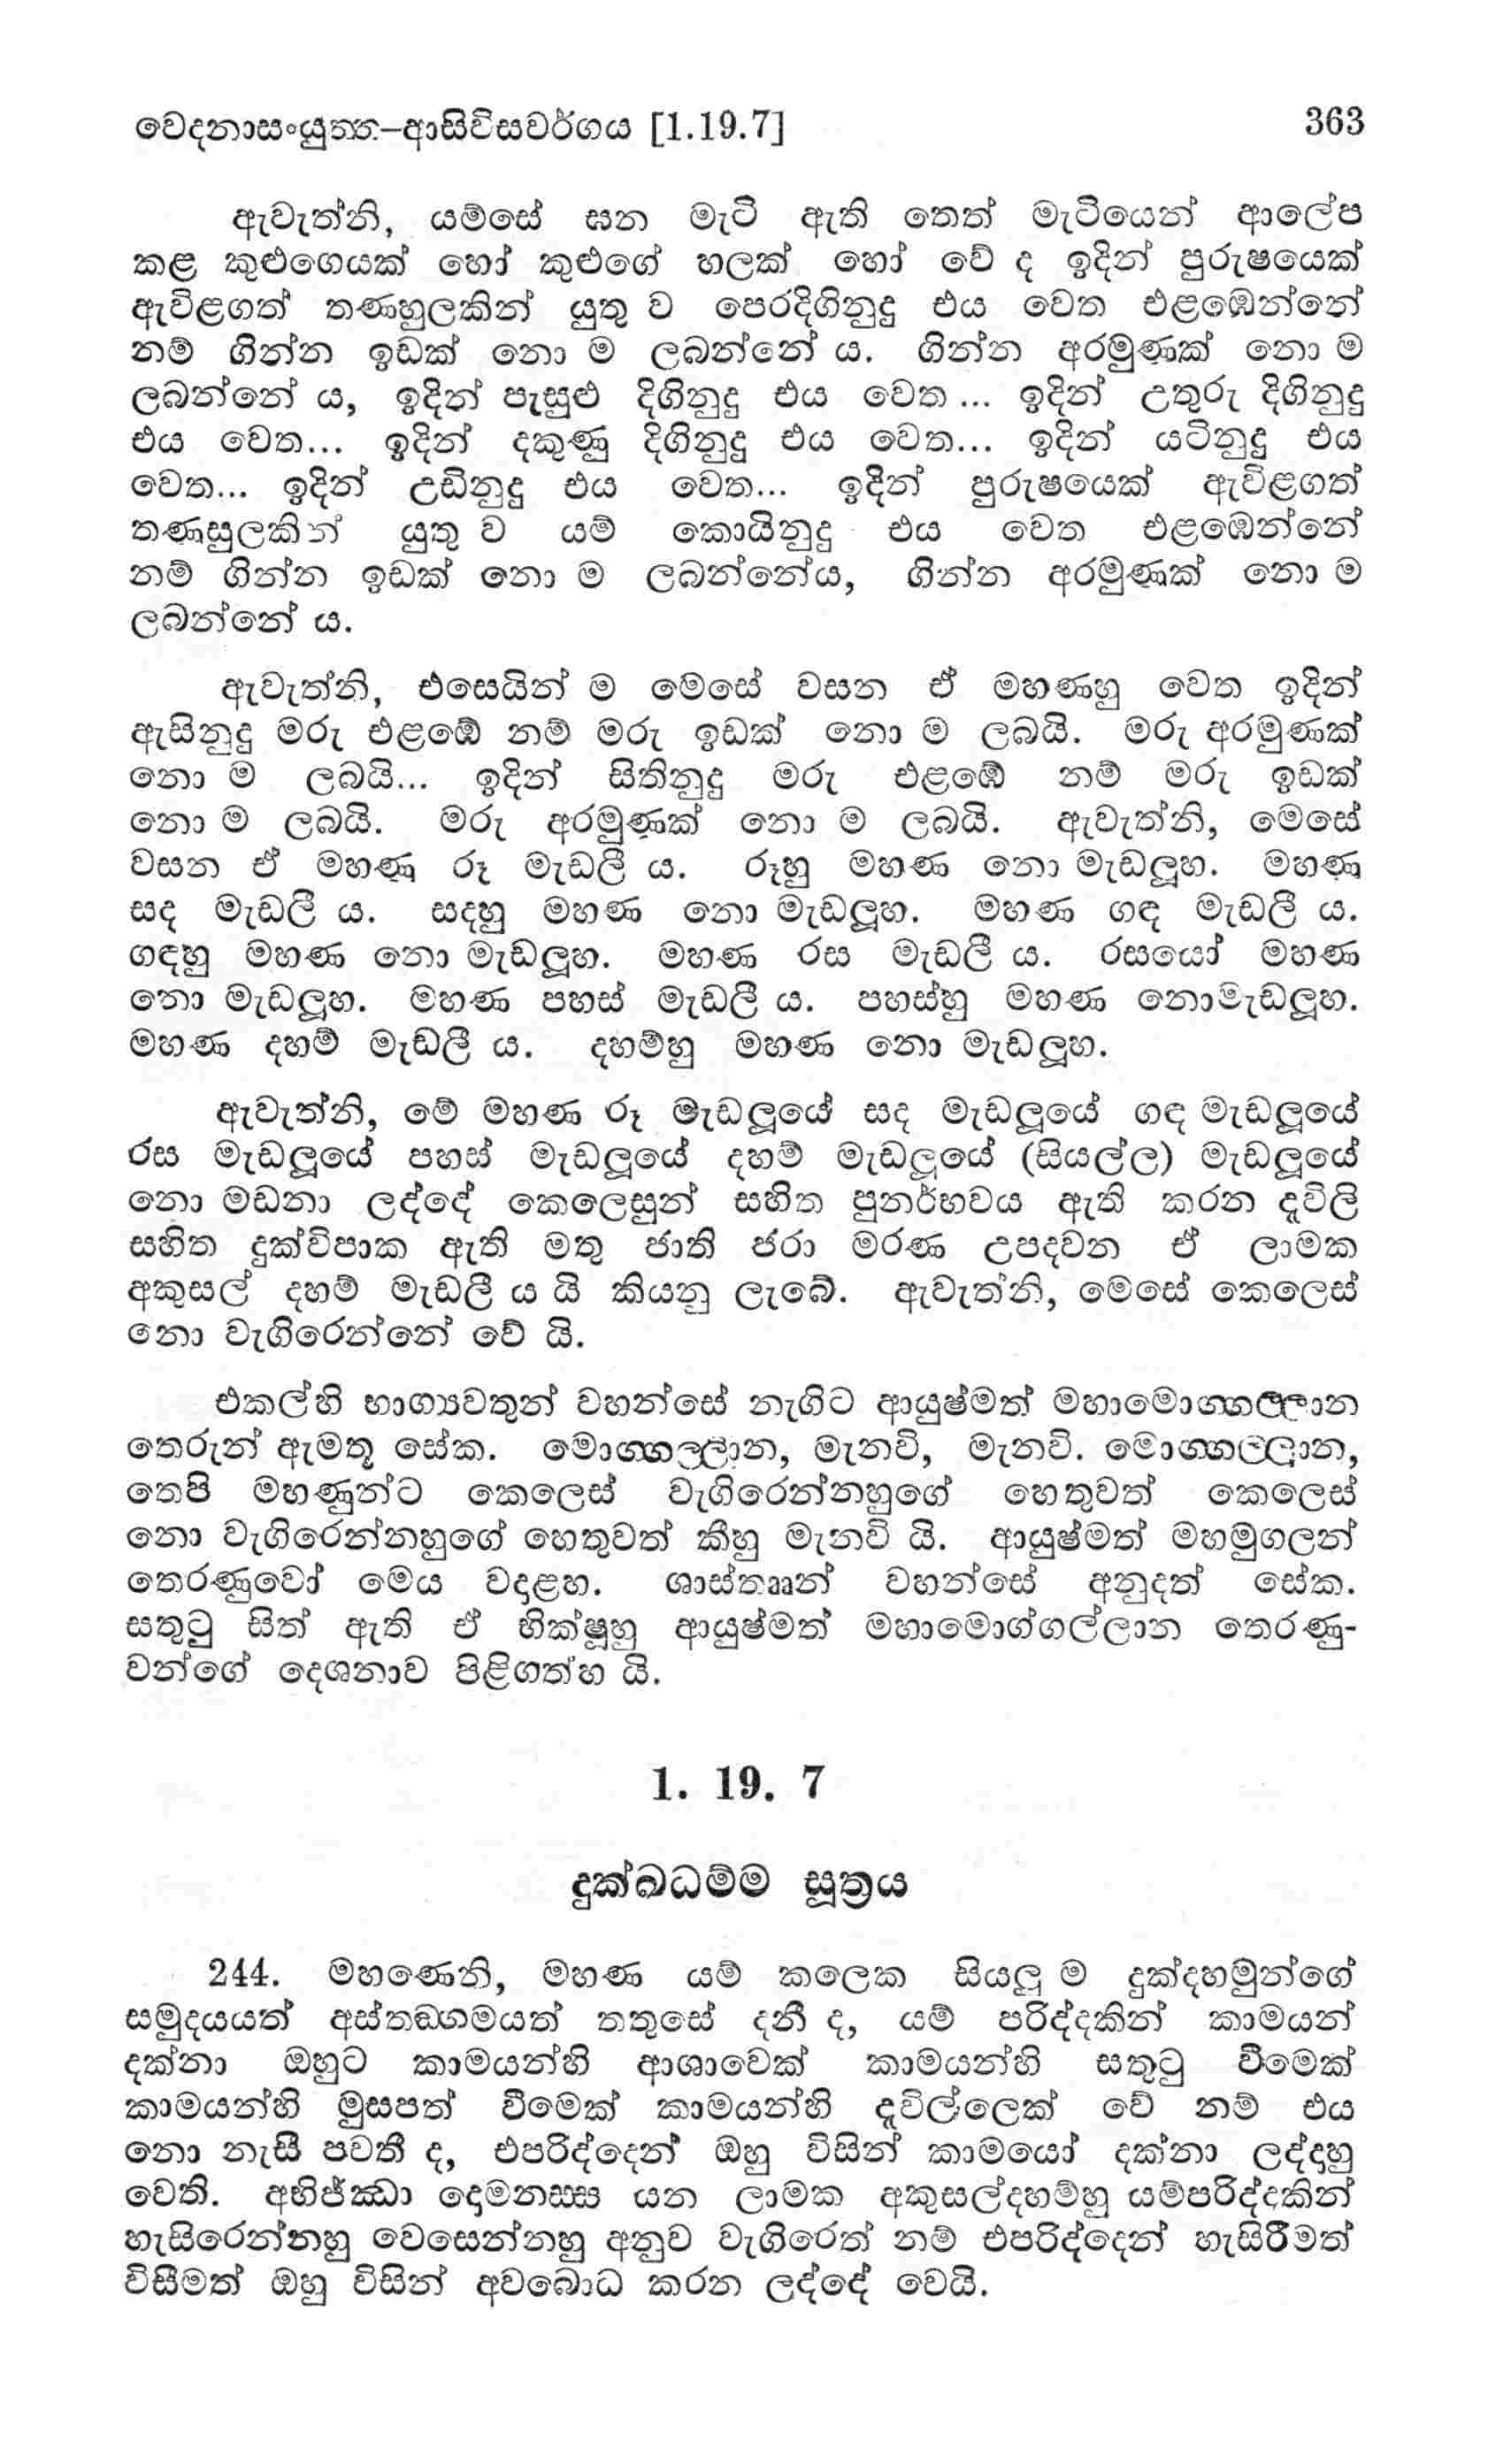 වෙදනාසංයුත්ත–ආසිවිසවර්ගය [1.19.7] 363
ඇවැත්නි, යම්සේ ඝන මැටි ඇති තෙත් මැටියෙන් ආලේප
කළ කුළුගෙයක් හෝ කුළුගේ හලක් හෝ වේ ද ඉදින් පුරුෂයෙක්
ඇවිළගත් තණහුලකින් යුතු ව පෙරදිගිනුදු එය වෙත එළඹෙන්නේ
නම් ගින්න ඉඩක් නො ම ලබන්නේ ය. ගින්න අරමුණක් නො ම
ලබන්නේ ය, ඉදින් පැසුළු දිගිනුදු එය වෙත ... ඉදින් උතුරු දිගිනුදු
එය වෙත... ඉදින් දකුණු දිගිනුදු එය වෙත... ඉදින් යටිනුදු එය
වෙත... ඉදින් උඩිනුදු එය වෙත... ඉදින් පුරුෂයෙක් ඇවිළගත්
තණසුලකින් යුතු ව යම් කොයිනුදු එය වෙත එළඹෙන්නේ
නම් ගින්න ඉඩක් නො ම ලබන්නේය, ගින්න අරමුණක් නො ම
ලබන්නේ ය.
ඇවැත්නි, එසෙයින් ම මෙසේ වසන ඒ මහණහු වෙත ඉදින්
ඇසිනුදු මරු එළඹේ නම් මරු ඉඩක් නො ම ලබයි. මරු අරමුණක්
නො ම ලබයි... ඉදින් සිතිනුදු මරු එළඹේ නම් මරු ඉඩක්
නො ම ලබයි. මරු අරමුණක් නො ම ලබයි. ඇවැත්නි, මෙසේ
වසන ඒ මහණු රූ මැඩලී ය. රූහු මහණ නො මැඩලූහ. මහණු
සද මැඩලී ය. සදහු මහණ නො මැඩලූහ. මහණ ගඳ මැඩලී ය.
ගඳහු මහණ නො මැඩලූහ. මහණ රස මැඩලී ය. රසයෝ මහණ
නො මැඩලූහ. මහණ පහස් මැඩලී ය. පහස්හු මහණ නොමැඩලූහ.
මහණ දහම් මැඩලී ය. දහම්හු මහණ නො මැඩලූහ.
ඇවැත්නි, මේ මහණ රූ මැඩලූයේ සද මැඩලූයේ ගඳ මැඩලූයේ
රස මැඩලූයේ පහස් මැඩලූයේ දහම් මැඩලූයේ (සියල්ල) මැඩලූයේ
නො මඩනා ලද්දේ කෙලෙසුන් සහිත පුනර්භවය ඇති කරන දැවිලි
සහිත දුක්විපාක ඇති මතු ජාති ජරා මරණ උපදවන ඒ ලාමක
අකුසල් දහම් මැඩලී ය යි කියනු ලැබේ. ඇවැත්නි, මෙසේ කෙලෙස්
නො වැගිරෙන්නේ වේ යි.
එකල්හි භාග්‍යවතුන් වහන්සේ නැගිට ආයුෂ්මත් මහාමොග්ගල්ලාන
තෙරුන් ඇමතූ සේක. මොග්ගල්ලාන, මැනවි, මැනවි. මොග්ගල්ලාන,
තෙපි මහණුන්ට කෙලෙස් වැගිරෙන්නහුගේ හෙතුවත් කෙලෙස්
නො වැගිරෙන්නහුගේ හෙතුවත් කීහු මැනවි යි. ආයුෂ්මත් මහමුගලන්
තෙරණුවෝ මෙය වදාළහ. ශාස්තෲන් වහන්සේ අනුදත් සේක.
සතුටු සිත් ඇති ඒ භික්ෂූහු ආයුෂ්මත් මහාමොග්ගල්ලාන තෙරණු-
වන්ගේ දෙශනාව පිළිගත්හ යි.
1. 19. 7
දුක්ඛධම්ම සූත්‍රය
244. මහණෙනි, මහණ යම් කලෙක සියලු ම දුක්දහමුන්ගේ
සමුදයයත් අස්තඞ්ගමයත් තතුසේ දනී ද, යම් පරිද්දකින් කාමයන්
දක්නා ඔහුට කාමයන්හි ආශාවෙක් කාමයන්හි සතුටු වීමෙක්
කාමයන්හි මුසපත් වීමෙක් කාමයන්හි දැවිල්ලෙක් වේ නම් එය
නො නැසී පවතී ද, එපරිද්දෙන් ඔහු විසින් කාමයෝ දක්නා ලද්දාහු
වෙති. අභිජ්ඣා දොමනස්ස යන ලාමක අකුසල්දහම්හු යම්පරිද්දකින්
හැසිරෙන්නහු වෙසෙන්නහු අනුව වැගිරෙත් නම් එපරිද්දෙන් හැසිරීමත්
විසීමත් ඔහු විසින් අවබොධ කරන ලද්දේ වෙයි.